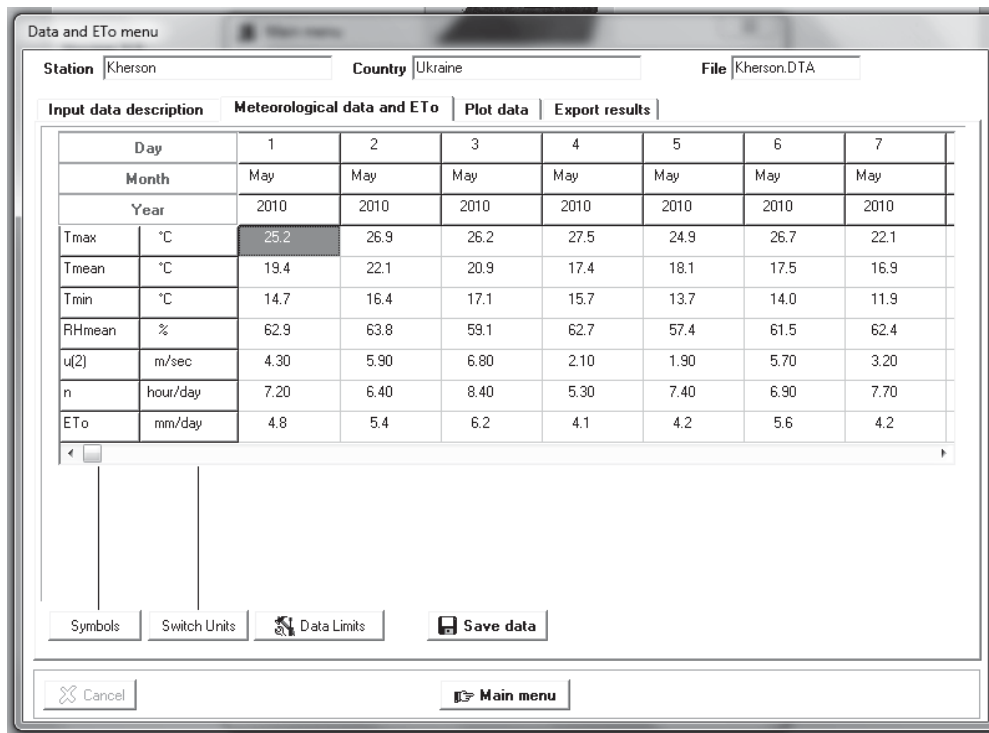 Data and ETo menu
Main menu
Station Kherson Country Ukraine File Kherson.DTA
Input data description Meteorological data and ETo Plot data Export results
Day 1 2 3 4 5 6 7
Month May May May May May May May
Year 2010 2010 2010 2010 2010 2010 2010
Tmax °C 25.2 26.9 26.2 27.5 24.9 26.7 22.1
Tmean °C 19.4 22.1 20.9 17.4 18.1 17.5 16.9
Tmin °C 14.7 16.4 17.1 15.7 13.7 14.0 11.9
RHmean % 62.9 63.8 59.1 62.7 57.4 61.5 62.4
u(2) m/sec 4.30 5.90 6.80 2.10 1.90 5.70 3.20
n hour/day 7.20 6.40 8.40 5.30 7.40 6.90 7.70
ETo mm/day 4.8 5.4 6.2 4.1 4.2 5.6 4.2
Symbols Switch Units Data Limits Save data
Cancel Main menu